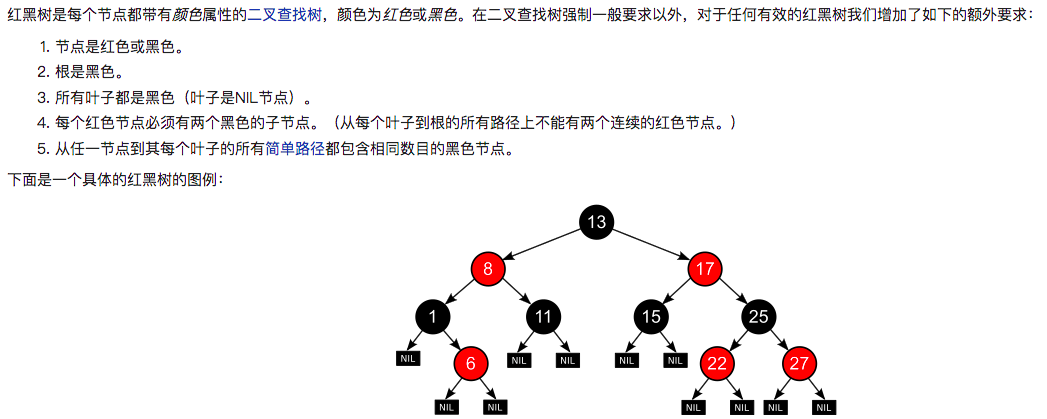 红黑树是每个节点都带有颜色属性的二叉查找树，颜色为红色或黑色。在二叉查找树强制一般要求以外，对于任何有效的红黑树我们增加了如下的额外要求：
1. 节点是红色或黑色。
2. 根是黑色。
3. 所有叶子都是黑色（叶子是NIL节点）。
4. 每个红色节点必须有两个黑色的子节点。（从每个叶子到根的所有路径上不能有两个连续的红色节点。）
5. 从任一节点到其每个叶子的所有简单路径都包含相同数目的黑色节点。
下面是一个具体的红黑树的图例：
13
8 17
1 11 15 25
NIL 6 NIL NIL NIL NIL 22 27
NIL NIL NIL NIL NIL NIL